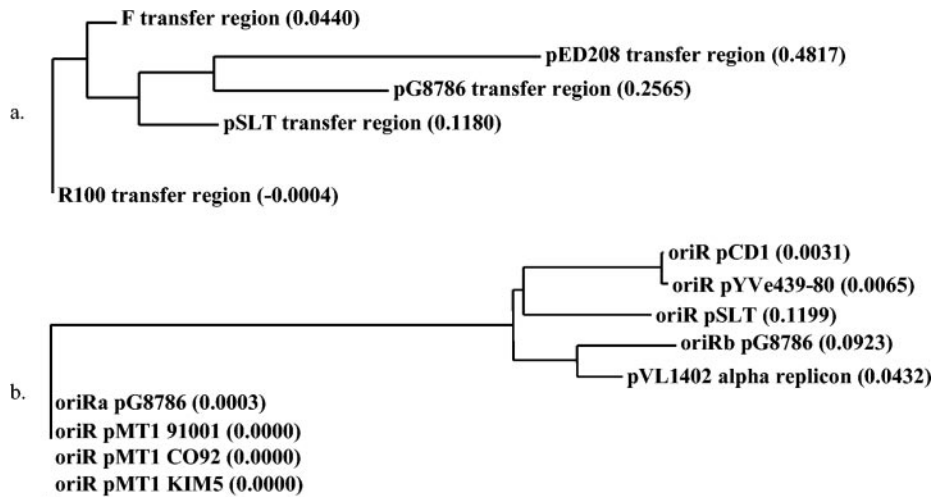 F transfer region (0.0440)
pED208 transfer region (0.4817)
pG8786 transfer region (0.2565)
a.
pSLT transfer region (0.1180)
R100 transfer region (-0.0004)
oriR pCD1 (0.0031)
oriR pYVe439-80 (0.0065)
oriR pSLT (0.1199)
oriRb pG8786 (0.0923)
pVL1402 alpha replicon (0.0432)
b.
oriRa pG8786 (0.0003)
oriR pMT1 91001 (0.0000)
oriR pMT1 CO92 (0.0000)
oriR pMT1 KIM5 (0.0000)